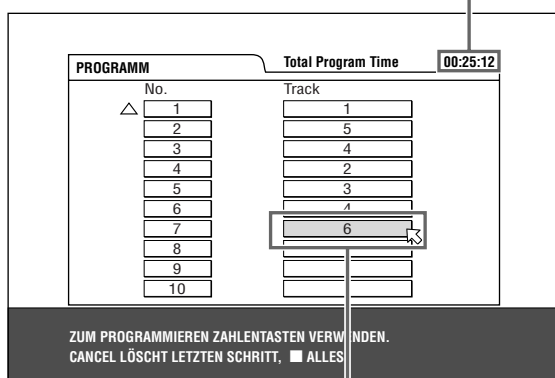 PROGRAMM Total Program Time 00:25:12
No. Track
1 1
2 5
3 4
4 2
5 3
6 4
7 6
8
9
10
ZUM PROGRAMMIEREN ZAHLENTASTEN VERWENDEN.
CANCEL LÖSCHT LETZTEN SCHRITT, ■ ALLES